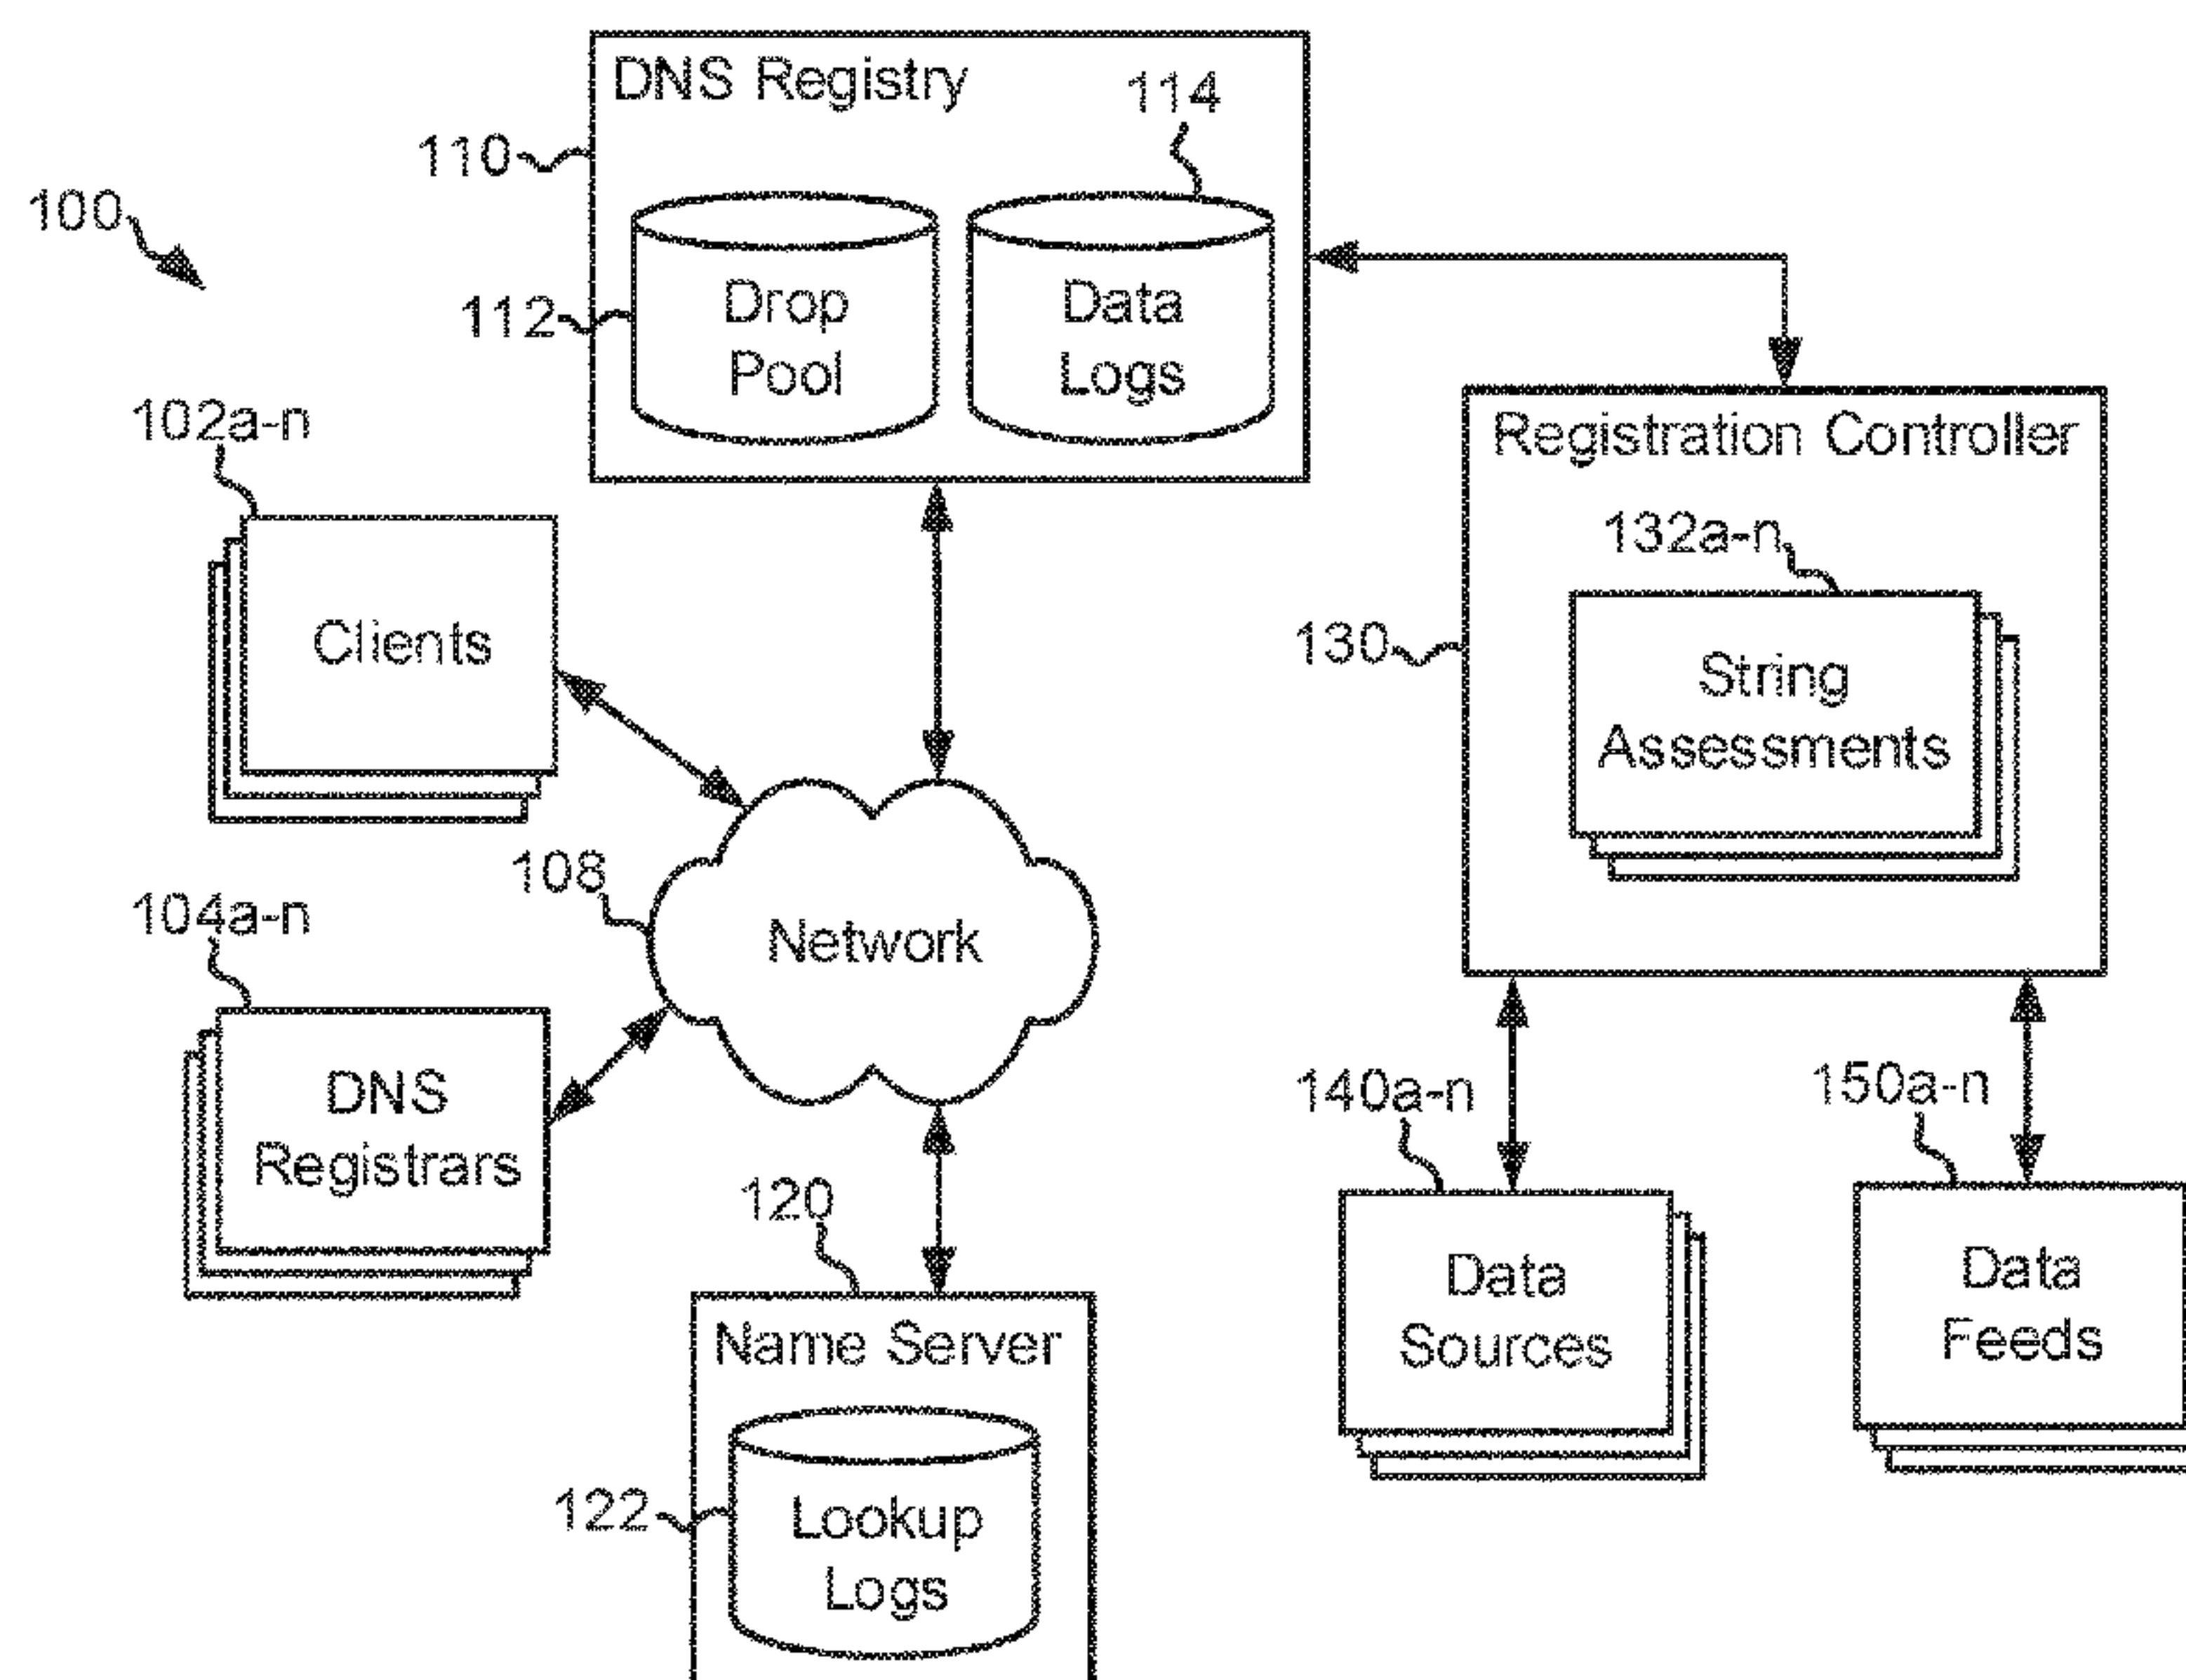 DNS Registry
114
110
100
112
Drop
Pool
Data
Logs
102a-n
Clients
Registration Controller
132a-n
130
String
Assessments
108
Network
104a-n
DNS
Registrars
140a-n
150a-n
Data
Sources
Data
Feeds
120
Name Server
122
Lookup
Logs